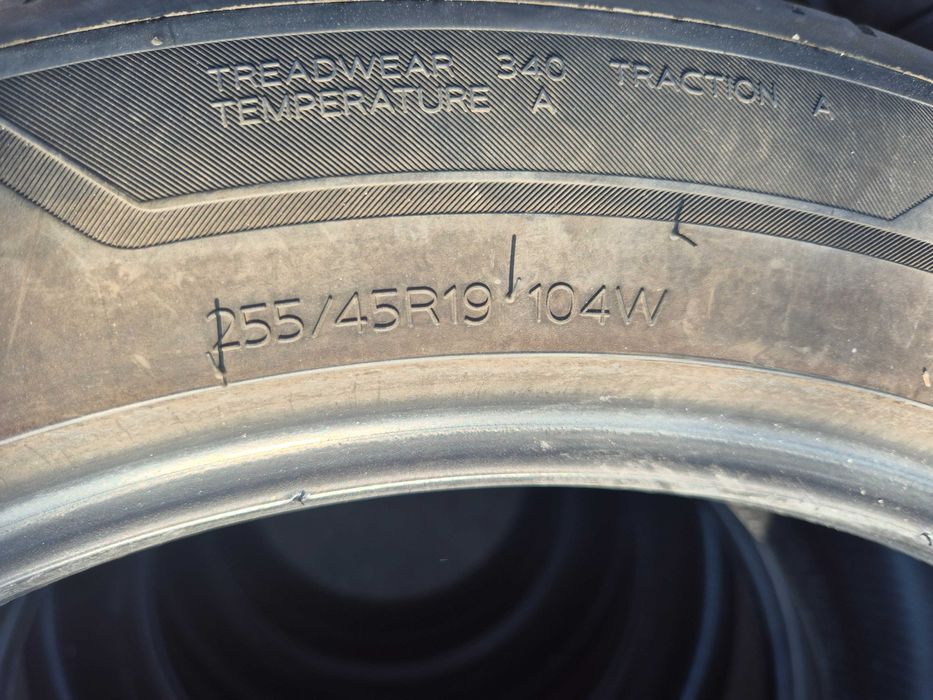 TREADWEAR 340 TRACTION A
TEMPERATURE A
255/45R19 104W